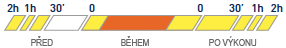 2h 1h 30´ 0 0 30´ 1h 2h
PŘED BĚHEM PO VÝKONU